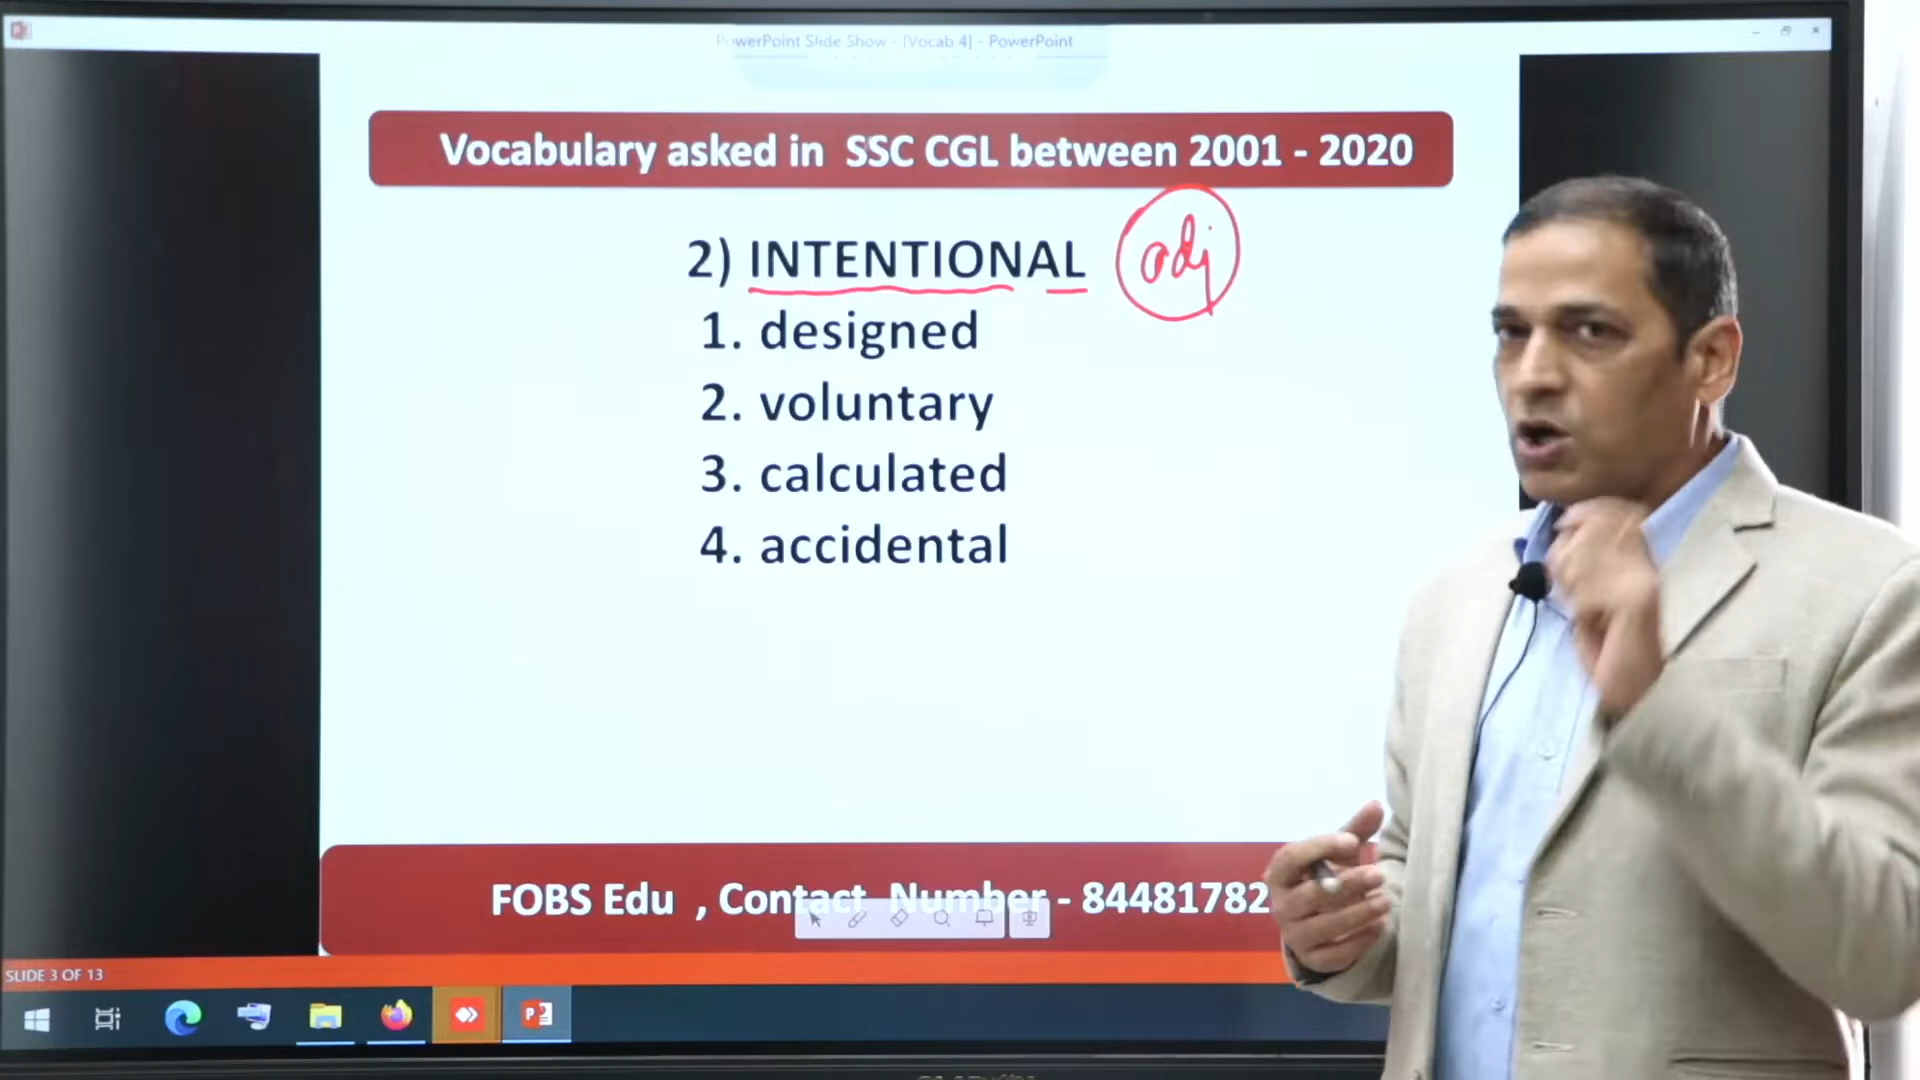 PowerPoint Slide Show - [Vocab 4] - PowerPoint
Vocabulary asked in SSC CGL between 2001 - 2020
2) INTENTIONAL adj
1. designed
2. voluntary
3. calculated
4. accidental
FOBS Edu , Contact Number - 84481782
SLIDE 3 OF 13